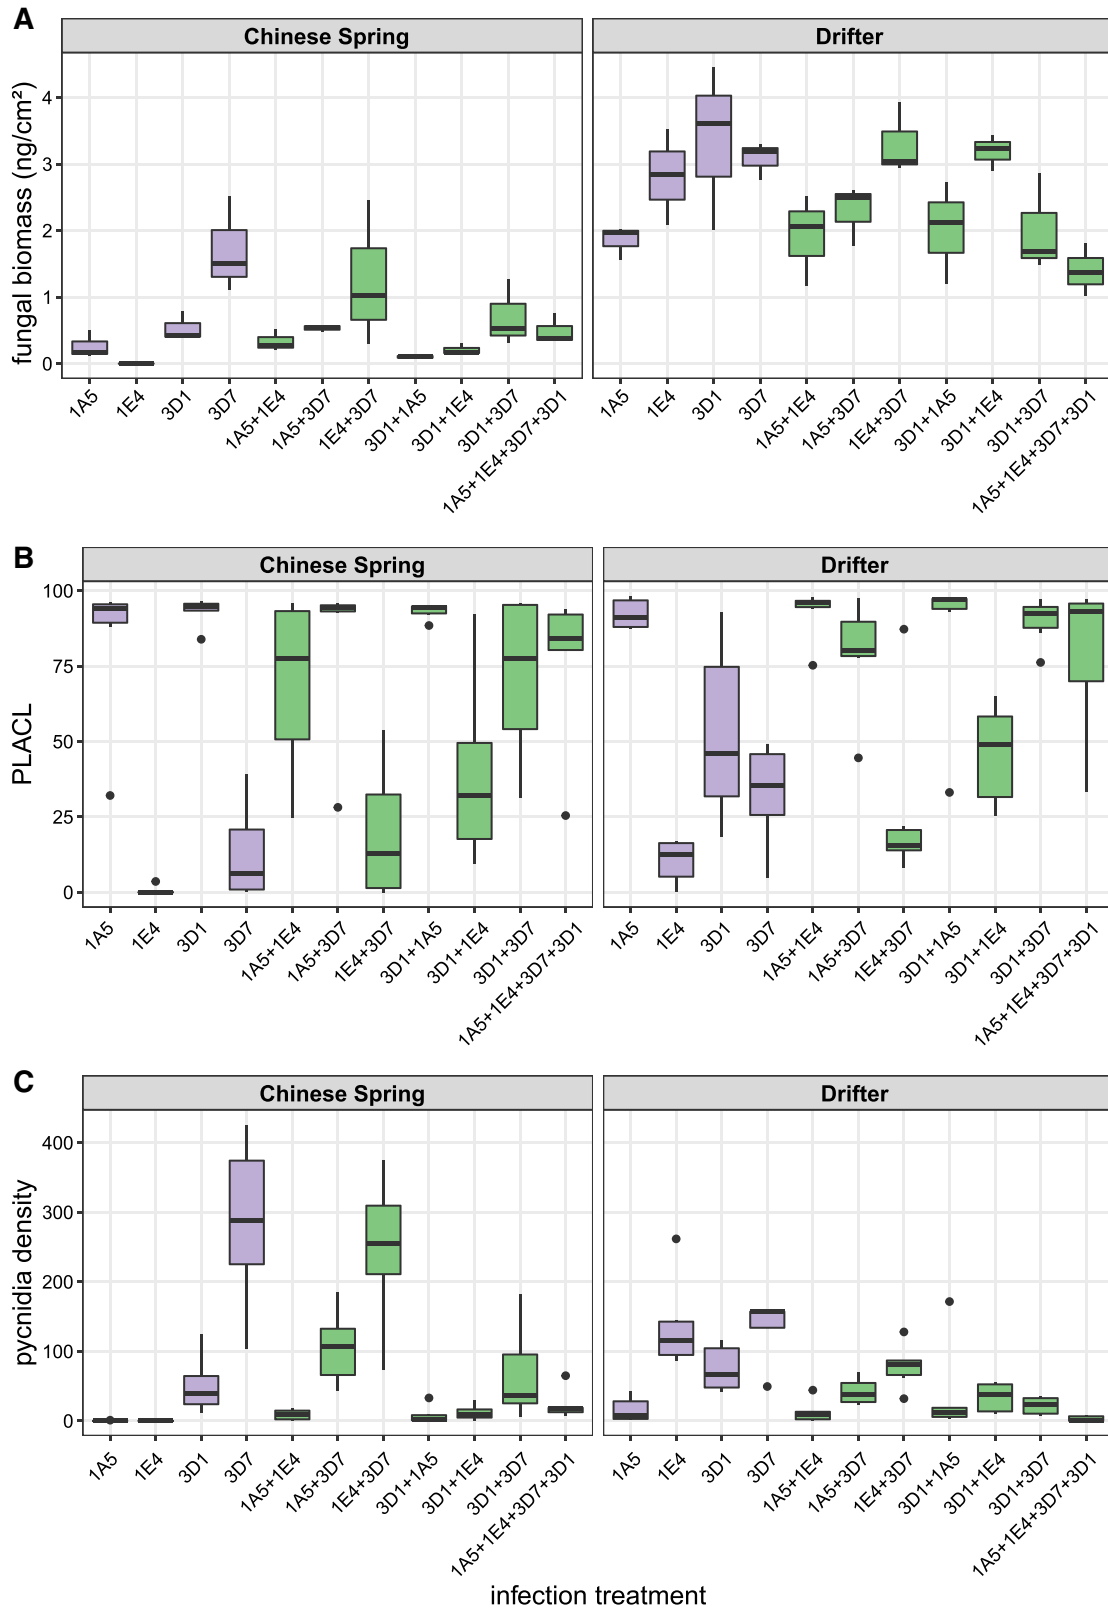 A
Chinese Spring
Drifter
fungal biomass (ng/cm²)
4
3
2
1
0
1A5
1E4
3D1
3D7
1A5+1E4
1A5+3D7
1E4+3D7
3D1+1A5
3D1+1E4
3D1+3D7
1A5+1E4+3D7+3D1
1A5
1E4
3D1
3D7
1A5+1E4
1A5+3D7
1E4+3D7
3D1+1A5
3D1+1E4
3D1+3D7
1A5+1E4+3D7+3D1
B
Chinese Spring
Drifter
PLACL
100
75
50
25
0
1A5
1E4
3D1
3D7
1A5+1E4
1A5+3D7
1E4+3D7
3D1+1A5
3D1+1E4
3D1+3D7
1A5+1E4+3D7+3D1
1A5
1E4
3D1
3D7
1A5+1E4
1A5+3D7
1E4+3D7
3D1+1A5
3D1+1E4
3D1+3D7
1A5+1E4+3D7+3D1
C
Chinese Spring
Drifter
pycnidia density
400
300
200
100
0
1A5
1E4
3D1
3D7
1A5+1E4
1A5+3D7
1E4+3D7
3D1+1A5
3D1+1E4
3D1+3D7
1A5+1E4+3D7+3D1
1A5
1E4
3D1
3D7
1A5+1E4
1A5+3D7
1E4+3D7
3D1+1A5
3D1+1E4
3D1+3D7
1A5+1E4+3D7+3D1
infection treatment